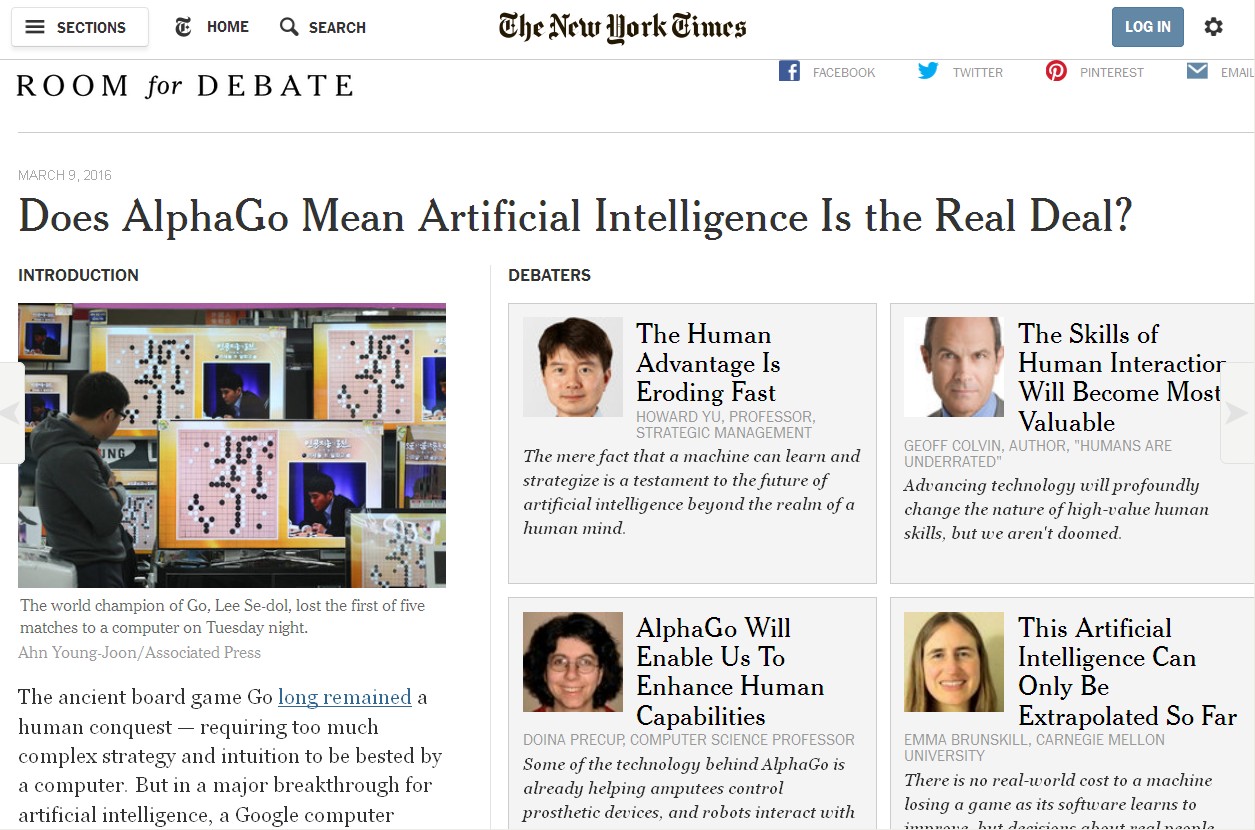 SECTIONS
HOME
SEARCH
The New York Times
LOG IN
ROOM for DEBATE
FACEBOOK
TWITTER
PINTEREST
EMAIL
MARCH 9, 2016
Does AlphaGo Mean Artificial Intelligence Is the Real Deal?
INTRODUCTION
The world champion of Go, Lee Se-dol, lost the first of five
matches to a computer on Tuesday night.
Ahn Young-Joon/Associated Press
The ancient board game Go long remained a
human conquest — requiring too much
complex strategy and intuition to be bested by
a computer. But in a major breakthrough for
artificial intelligence, a Google computer
DEBATERS
The Human
Advantage Is
Eroding Fast
HOWARD YU, PROFESSOR,
STRATEGIC MANAGEMENT
The mere fact that a machine can learn and
strategize is a testament to the future of
artificial intelligence beyond the realm of a
human mind.
The Skills of
Human Interaction
Will Become Most
Valuable
GEOFF COLVIN, AUTHOR, "HUMANS ARE
UNDERRATED"
Advancing technology will profoundly
change the nature of high-value human
skills, but we aren't doomed.
AlphaGo Will
Enable Us To
Enhance Human
Capabilities
DOINA PRECUP, COMPUTER SCIENCE PROFESSOR
Some of the technology behind AlphaGo is
already helping amputees control
prosthetic devices, and robots interact with
This Artificial
Intelligence Can
Only Be
Extrapolated So Far
EMMA BRUNSKILL, CARNEGIE MELLON
UNIVERSITY
There is no real-world cost to a machine
losing a game as its software learns to
improve, but decisions about real people